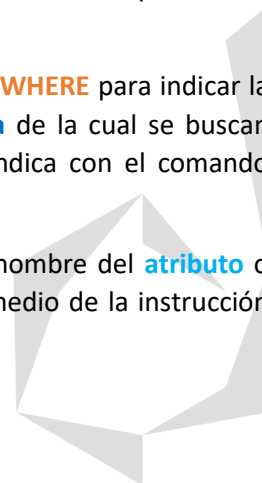 WHERE para indicar la
de la cual se buscar
ndica con el comando
nombre del atributo
medio de la instrucción